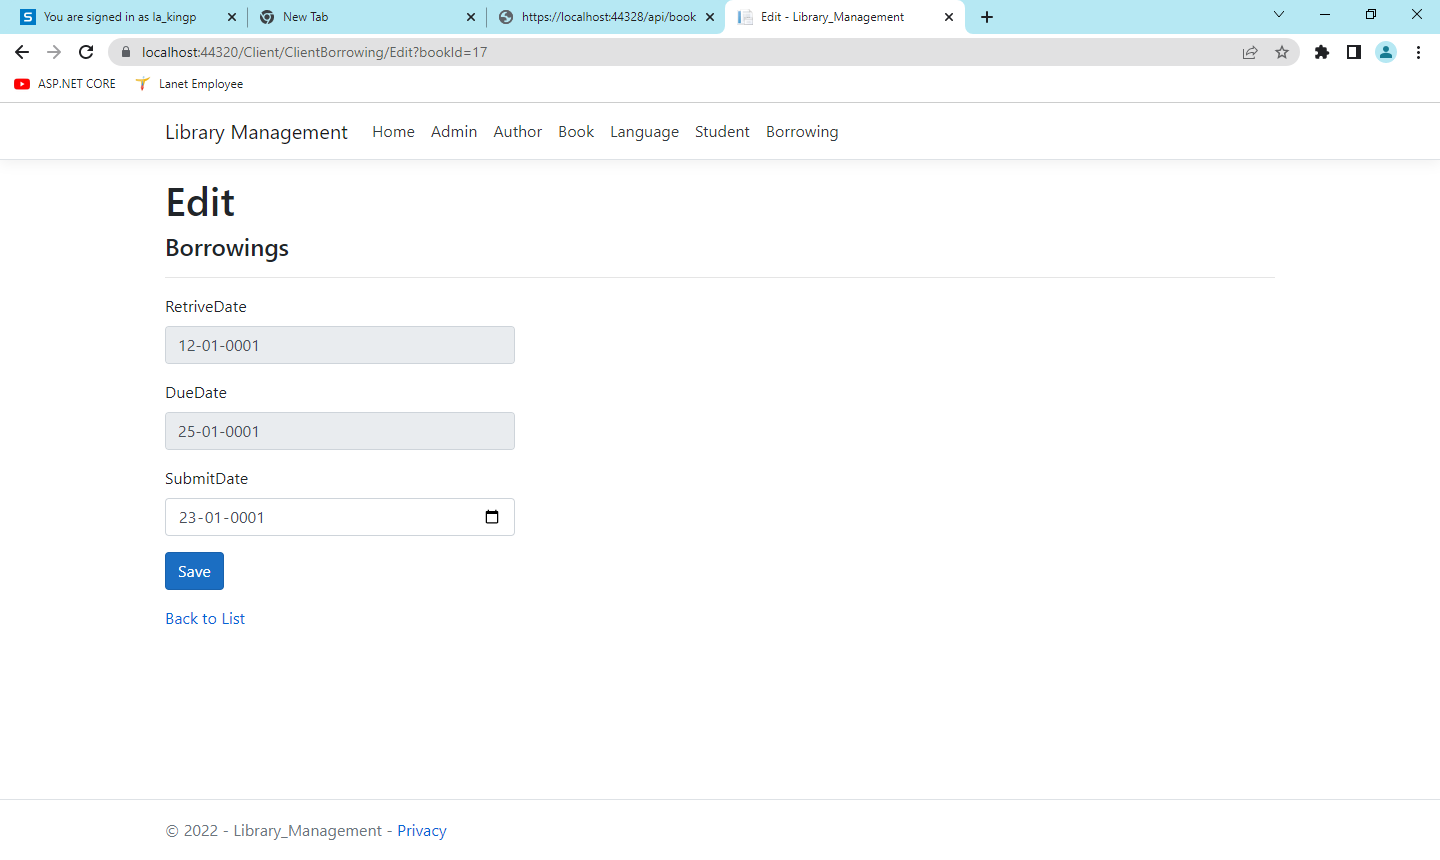 You are signed in as la_kingp
New Tab
https://localhost:44328/api/book
Edit - Library_Management
localhost:44320/Client/ClientBorrowing/Edit?bookId=17
ASP.NET CORE
Lanet Employee
Library Management Home Admin Author Book Language Student Borrowing
Edit
Borrowings
RetriveDate
12-01-0001
DueDate
25-01-0001
SubmitDate
23-01-0001
Save
Back to List
© 2022 - Library_Management - Privacy